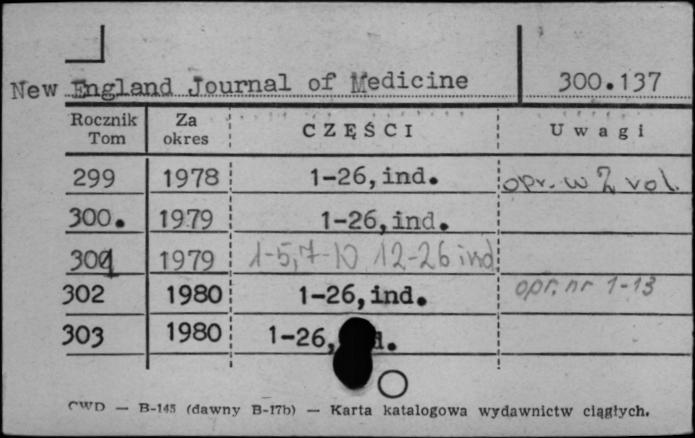 New England Journal of Medicine 300.137
Rocznik Tom Za okres CZĘŚCI Uwagi
299 1978 1-26, ind. opr. w 2 vol.
300. 1979 1-26, ind.
1979 1-5, 7-10 12-26 ind
302 1980 1-26, ind. opr. nr 1-13
303 1980 1-26,
CWD — B-145 (dawny B-17b) — Karta katalogowa wydawnictw ciągłych.